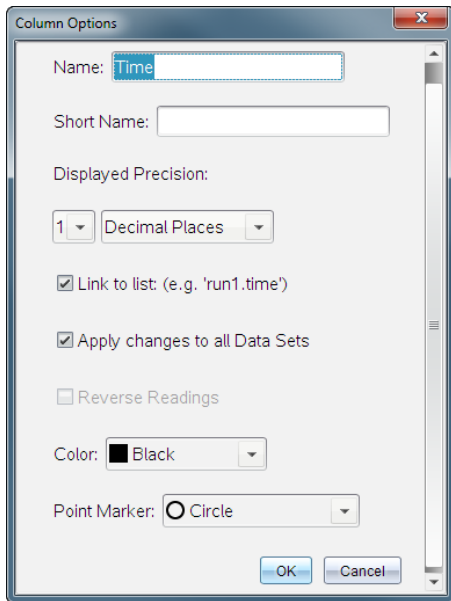 Column Options
Name: Time
Short Name:
Displayed Precision:
1 Decimal Places
Link to list: (e.g. 'run1.time')
Apply changes to all Data Sets
Reverse Readings
Color: Black
Point Marker: Circle
OK Cancel